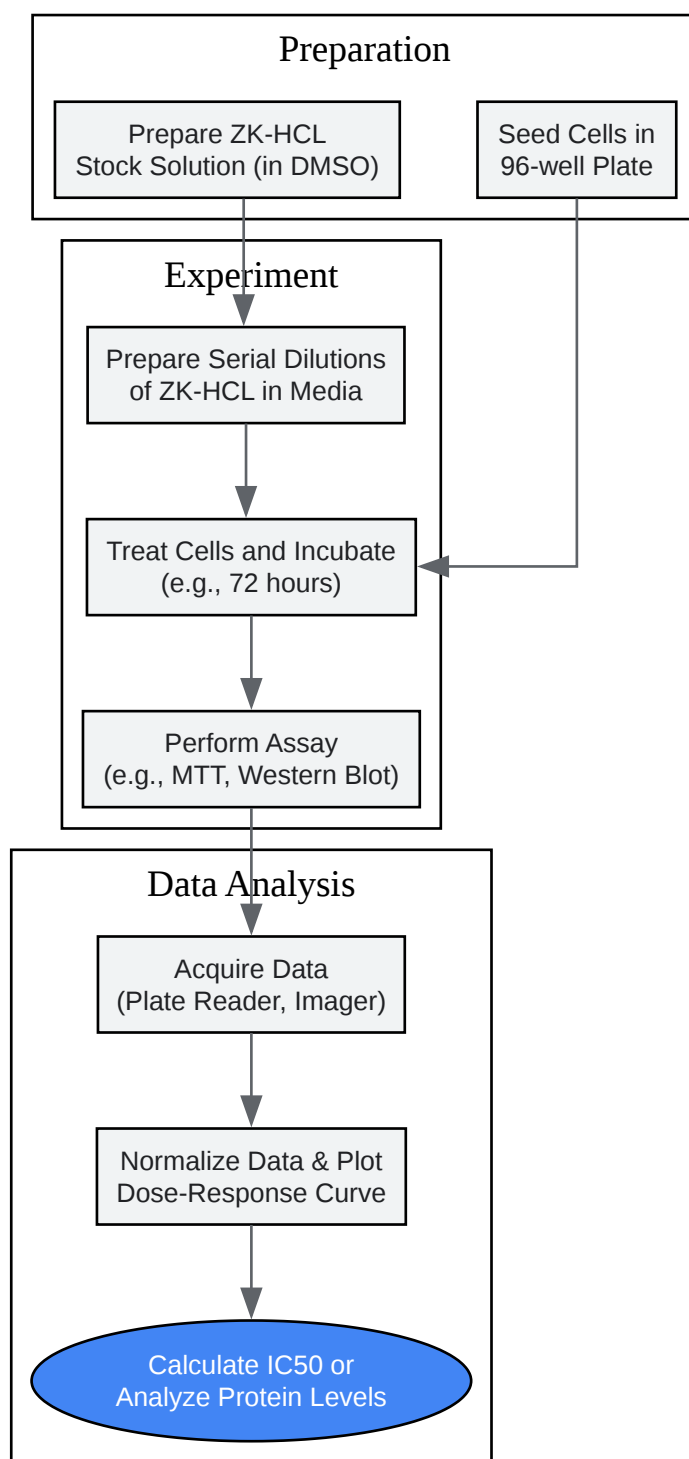 Preparation
Prepare ZK-HCL
Stock Solution (in DMSO)
Seed Cells in
96-well Plate
Experiment
Prepare Serial Dilutions
of ZK-HCL in Media
Treat Cells and Incubate
(e.g., 72 hours)
Perform Assay
(e.g., MTT, Western Blot)
Data Analysis
Acquire Data
(Plate Reader, Imager)
Normalize Data & Plot
Dose-Response Curve
Calculate IC50 or
Analyze Protein Levels